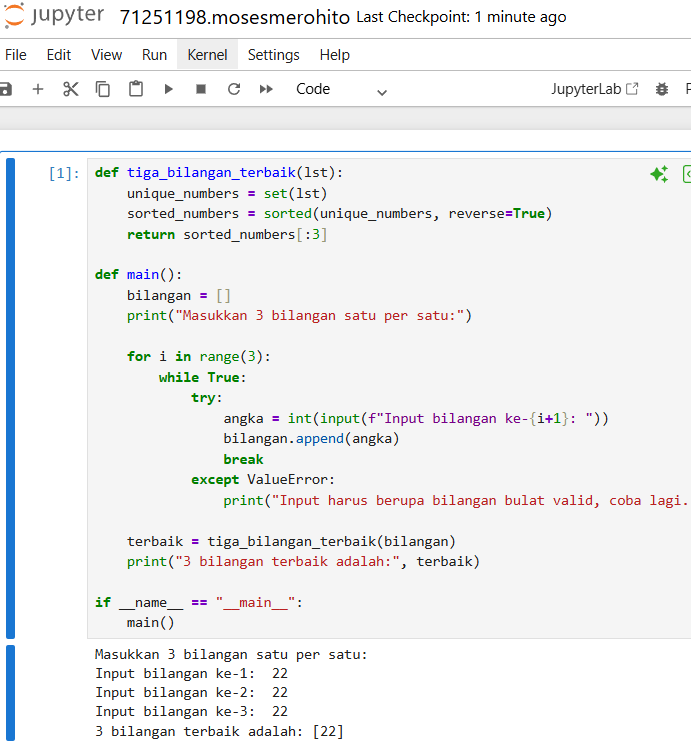 jupyter 71251198.mosesmerohito Last Checkpoint: 1 minute ago
File Edit View Run Kernel Settings Help
Code JupyterLab P
[1]: def tiga_bilangan_terbaik(lst):
    unique_numbers = set(lst)
    sorted_numbers = sorted(unique_numbers, reverse=True)
    return sorted_numbers[:3]

def main():
    bilangan = []
    print("Masukkan 3 bilangan satu per satu:")

    for i in range(3):
        while True:
            try:
                angka = int(input(f"Input bilangan ke-{i+1}: "))
                bilangan.append(angka)
                break
            except ValueError:
                print("Input harus berupa bilangan bulat valid, coba lagi.

    terbaik = tiga_bilangan_terbaik(bilangan)
    print("3 bilangan terbaik adalah:", terbaik)

if __name__ == "__main__":
    main()
Masukkan 3 bilangan satu per satu:
Input bilangan ke-1:  22
Input bilangan ke-2:  22
Input bilangan ke-3:  22
3 bilangan terbaik adalah: [22]